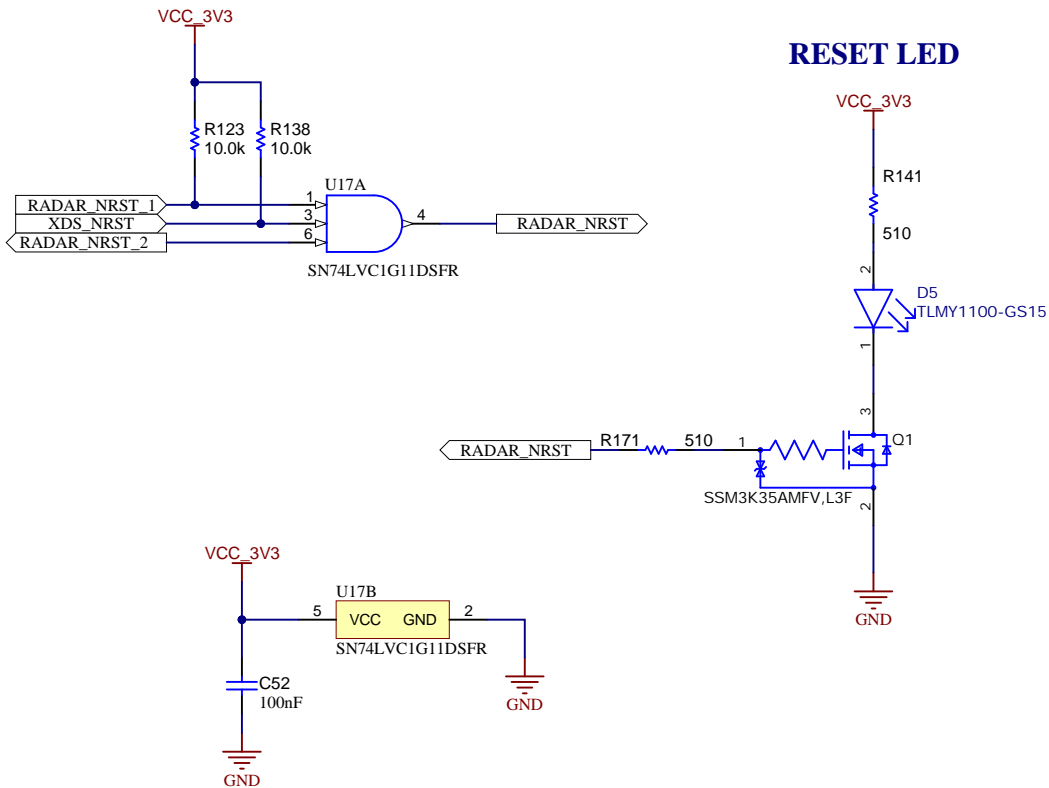 VCC_3V3
RESET LED
VCC_3V3
R123
10.0k
R138
10.0k
R141
510
U17A
RADAR_NRST_1
XDS_NRST
RADAR_NRST_2
1
3
6
4
RADAR_NRST
SN74LVC1G11DSFR
2
D5
TLMY1100-GS15
1
3
RADAR_NRST
R171
510
1
Q1
SSM3K35AMFV,L3F
2
GND
VCC_3V3
U17B
5
VCC
GND
2
SN74LVC1G11DSFR
C52
100nF
GND
GND